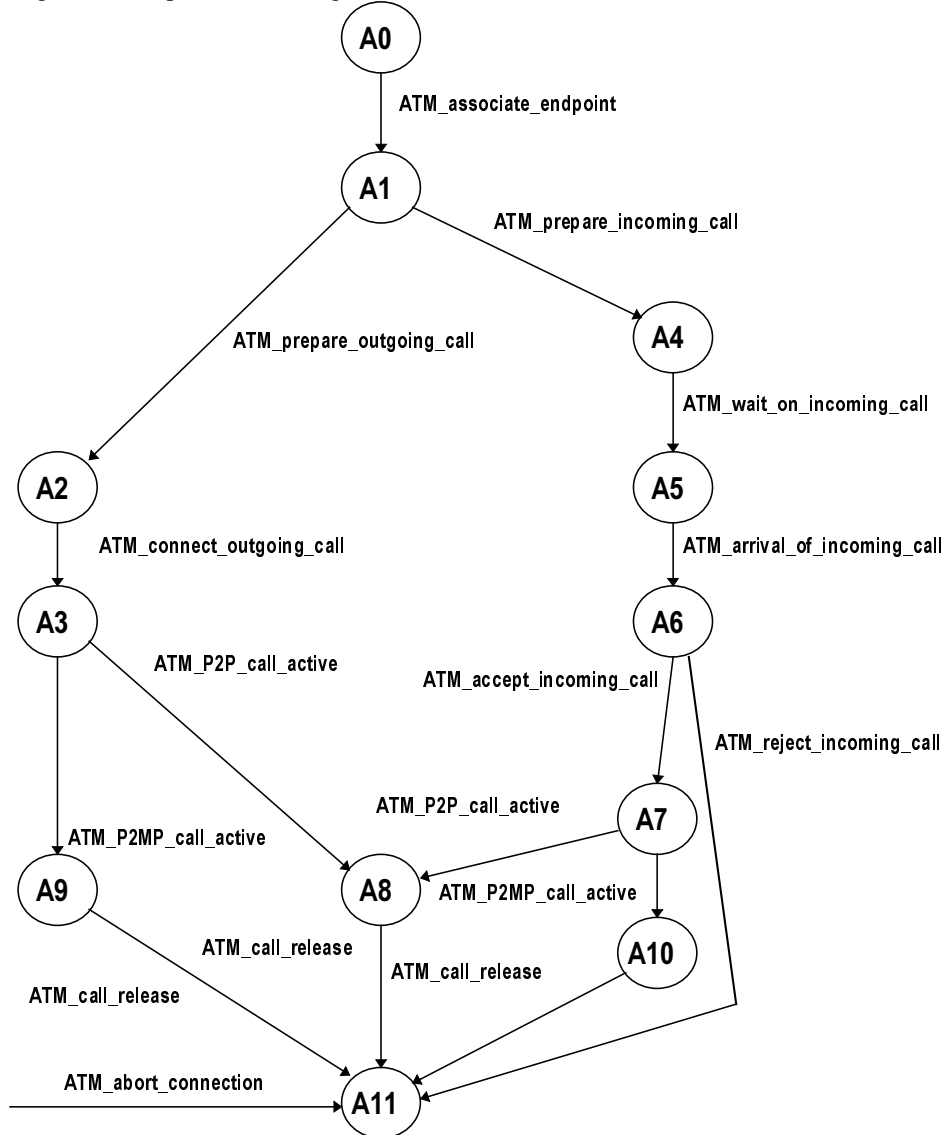 A0
ATM_associate_endpoint
A1
ATM_prepare_incoming_call
ATM_prepare_outgoing_call
A4
ATM_wait_on_incoming_call
A2
A5
ATM_connect_outgoing_call
ATM_arrival_of_incoming_call
A3
A6
ATM_P2P_call_active
ATM_accept_incoming_call
ATM_reject_incoming_call
ATM_P2P_call_active
A7
ATM_P2MP_call_active
A9
A8
ATM_P2MP_call_active
ATM_call_release
A10
ATM_call_release
ATM_call_release
ATM_abort_connection
A11